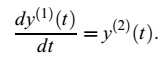 dy⁽¹⁾(t)/dt = y⁽²⁾(t).